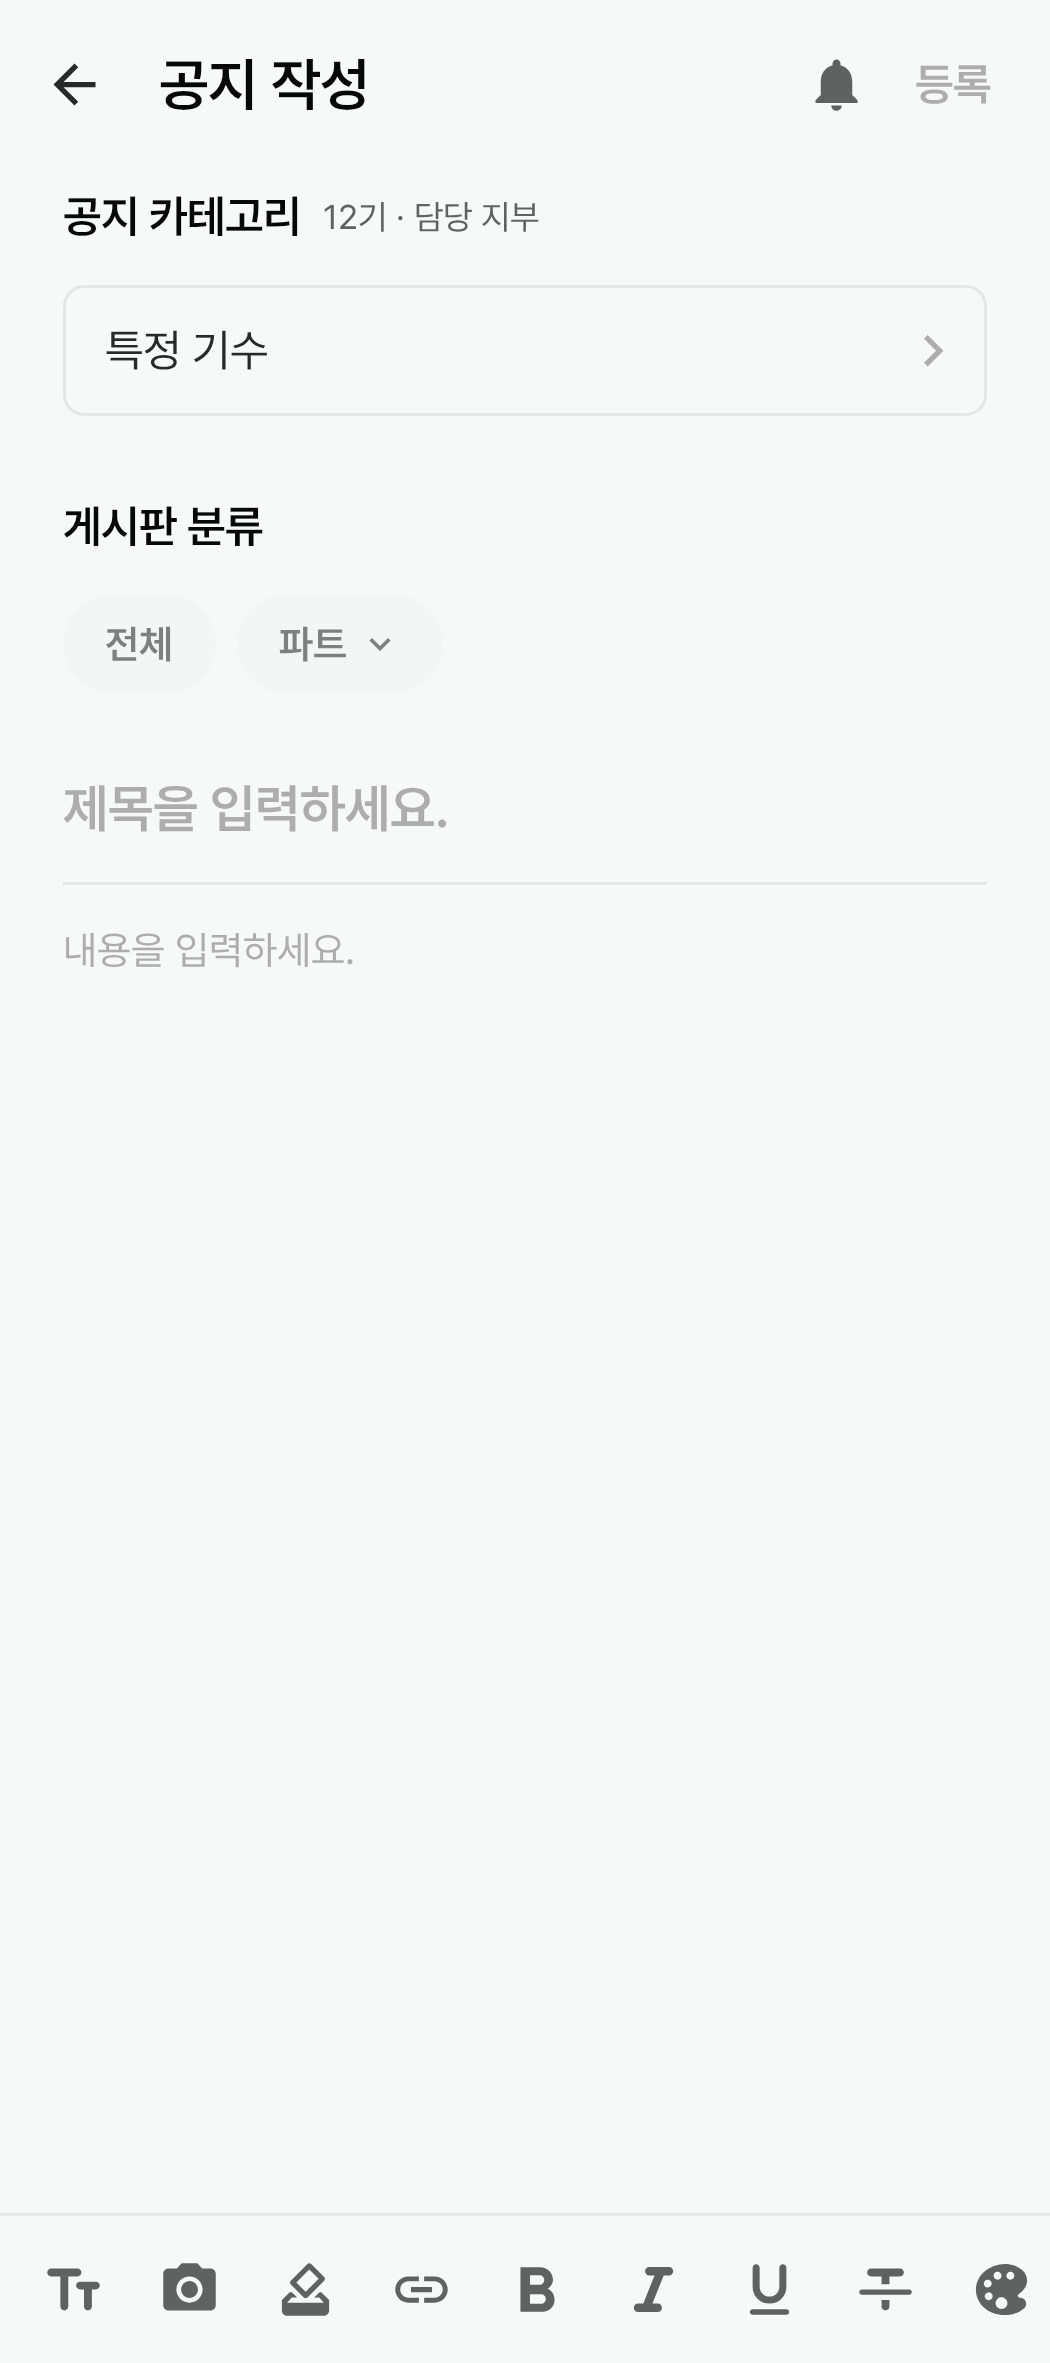 공지 작성
등록
공지 카테고리 12기 · 담당 지부
특정 기수
게시판 분류
전체
파트
제목을 입력하세요.
내용을 입력하세요.